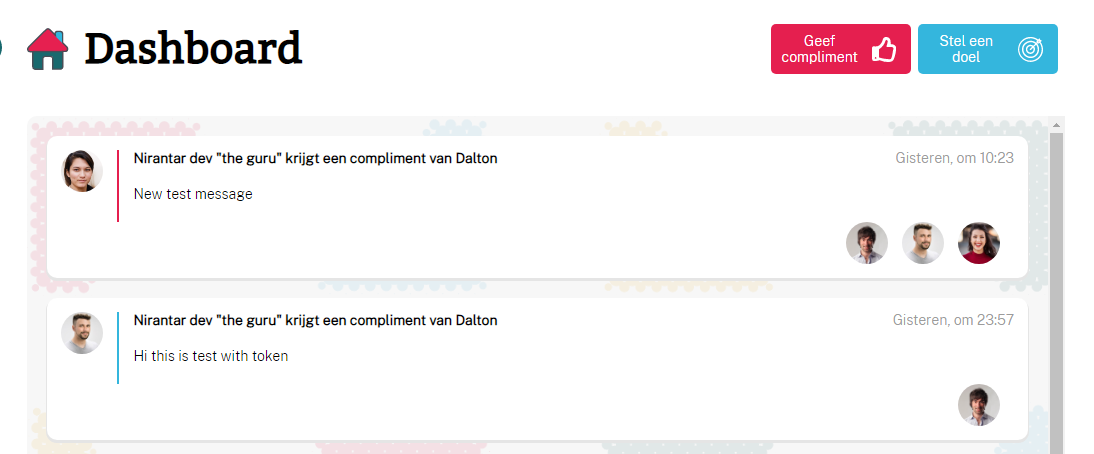 Dashboard
Geef
compliment
Stel een
doel
Nirantar dev "the guru" krijgt een compliment van Dalton
Gisteren, om 10:23
New test message
Nirantar dev "the guru" krijgt een compliment van Dalton
Gisteren, om 23:57
Hi this is test with token